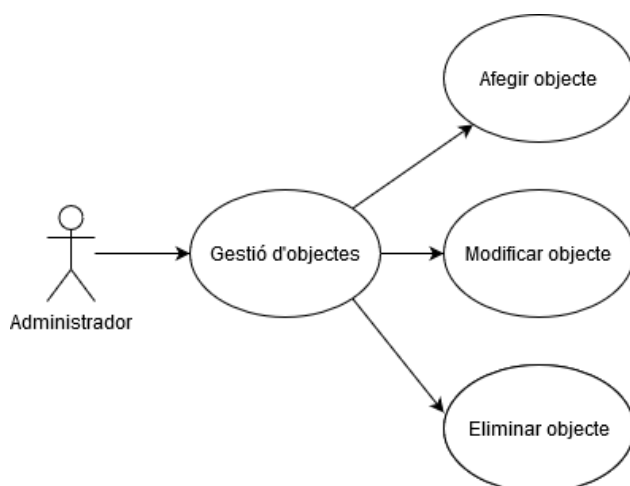 Afegir objecte
Gestió d'objectes
Modificar objecte
Administrador
Eliminar objecte